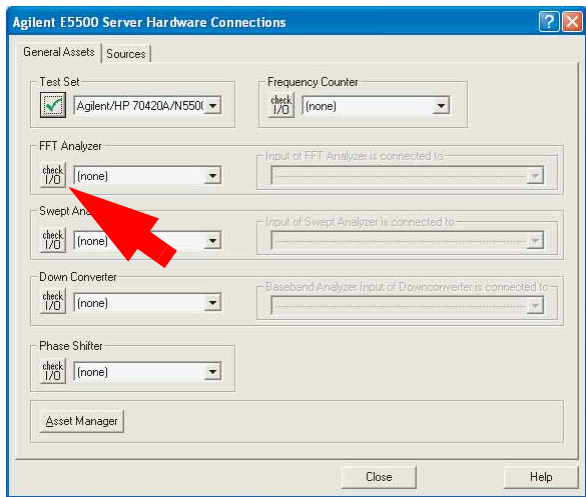 Agilent E5500 Server Hardware Connections
General Assets
Sources
Test Set
Frequency Counter
Agilent/HP 70420A/N550(
check I/O
(none)
FFT Analyzer
Input of FFT Analyzer is connected to
check I/O
(none)
Swept Ana
Input of Swept Analyzer is connected to
check I/O
(none)
Down Converter
Baseband Analyzer Input of Downconverter is connected to
check I/O
(none)
Phase Shifter
check I/O
(none)
Asset Manager
Close
Help